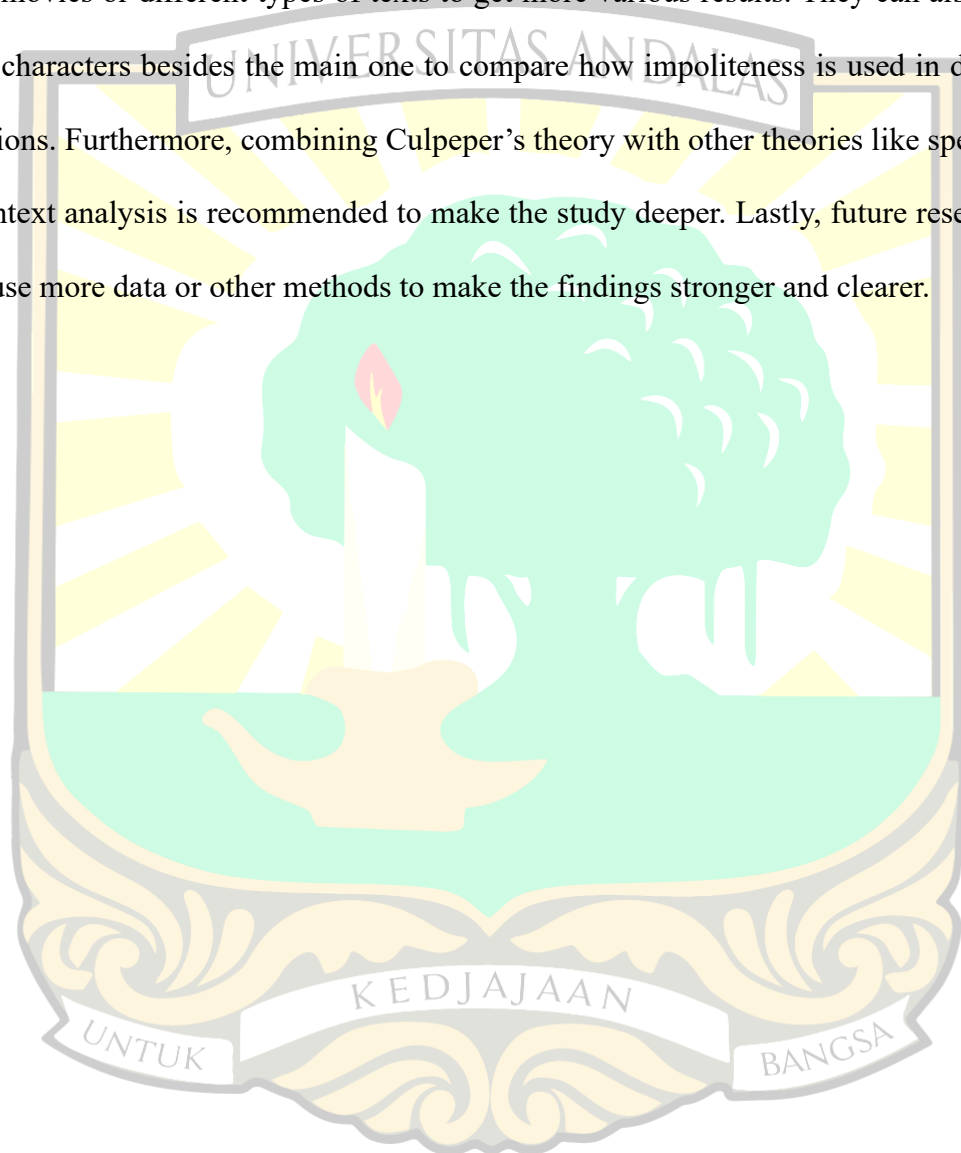 movies or different types of texts to get more various results. They can als
UNIVERSITAS ANDALAS
characters besides the main one to compare how impoliteness is used in d
ions. Furthermore, combining Culpeper's theory with other theories like spe
ntext analysis is recommended to make the study deeper. Lastly, future rese
use more data or other methods to make the findings stronger and clearer.
UNTUK KEDJAJAAN BANGSA